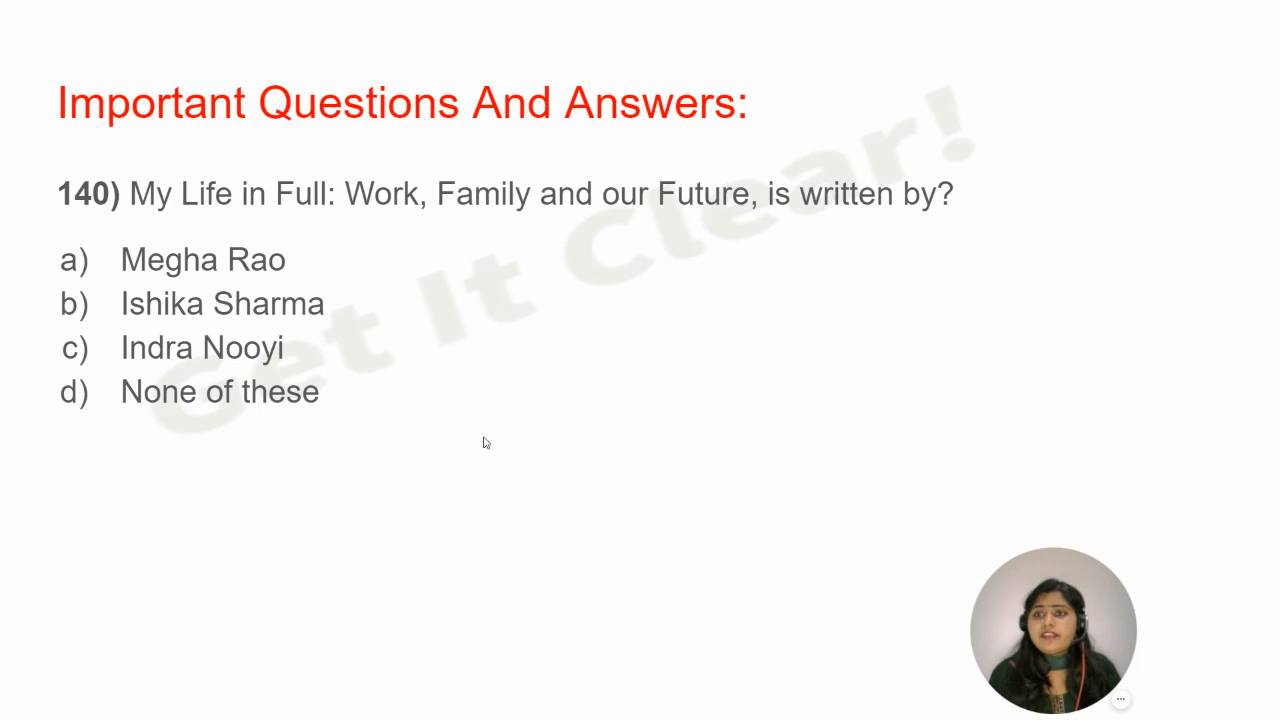 Important Questions And Answers:
140) My Life in Full: Work, Family and our Future, is written by?
a) Megha Rao
b) Ishika Sharma
c) Indra Nooyi
d) None of these
Get It Clear!